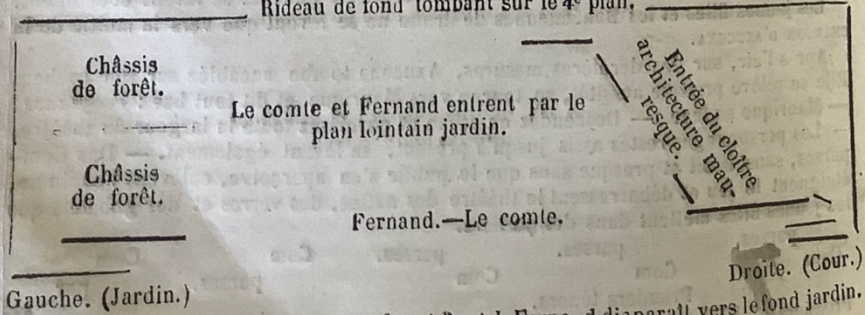 Rideau de fond tombant sur le 4e plan.
Châssis
de forêt.
Le comte et Fernand entrent par le
plan lointain jardin.
Entrée du cloître
architecture mau-
resque.
Châssis
de forêt.
Fernand.—Le comte.
Gauche. (Jardin.)
Droite. (Cour.)
disparaît vers le fond jardin.